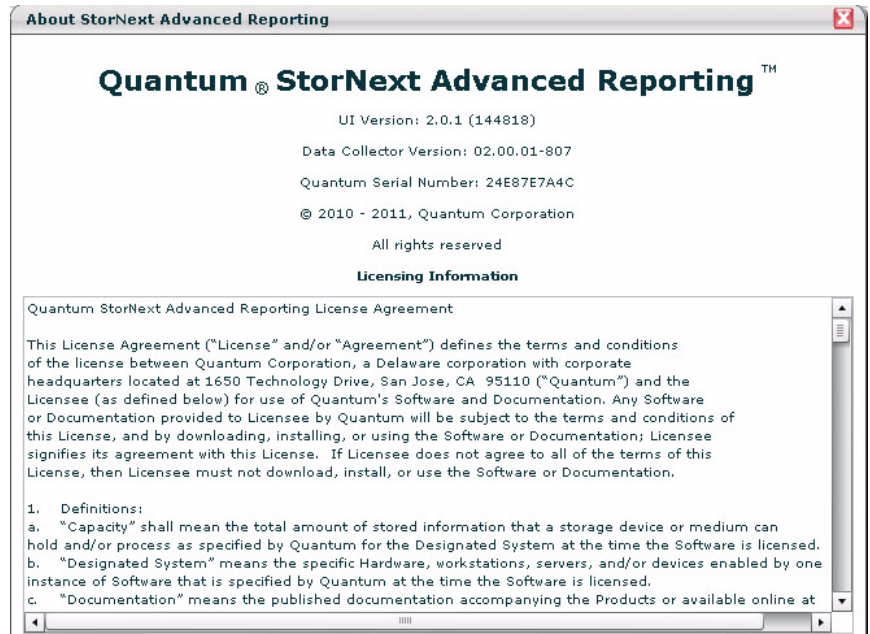 About StorNext Advanced Reporting
Quantum ® StorNext Advanced Reporting ™
UI Version: 2.0.1 (144818)
Data Collector Version: 02.00.01-807
Quantum Serial Number: 24E87E7A4C
© 2010 - 2011, Quantum Corporation
All rights reserved
Licensing Information
Quantum StorNext Advanced Reporting License Agreement
This License Agreement (“License” and/or “Agreement”) defines the terms and conditions
of the license between Quantum Corporation, a Delaware corporation with corporate
headquarters located at 1650 Technology Drive, San Jose, CA  95110 (“Quantum”) and the
Licensee (as defined below) for use of Quantum's Software and Documentation. Any Software
or Documentation provided to Licensee by Quantum will be subject to the terms and conditions of
this License, and by downloading, installing, or using the Software or Documentation; Licensee
signifies its agreement with this License.  If Licensee does not agree to all of the terms of this
License, then Licensee must not download, install, or use the Software or Documentation.
1.   Definitions:
a.   “Capacity” shall mean the total amount of stored information that a storage device or medium can
hold and/or process as specified by Quantum for the Designated System at the time the Software is licensed.
b.   “Designated System” means the specific Hardware, workstations, servers, and/or devices enabled by one
instance of Software that is specified by Quantum at the time the Software is licensed.
c.   “Documentation” means the published documentation accompanying the Products or available online at